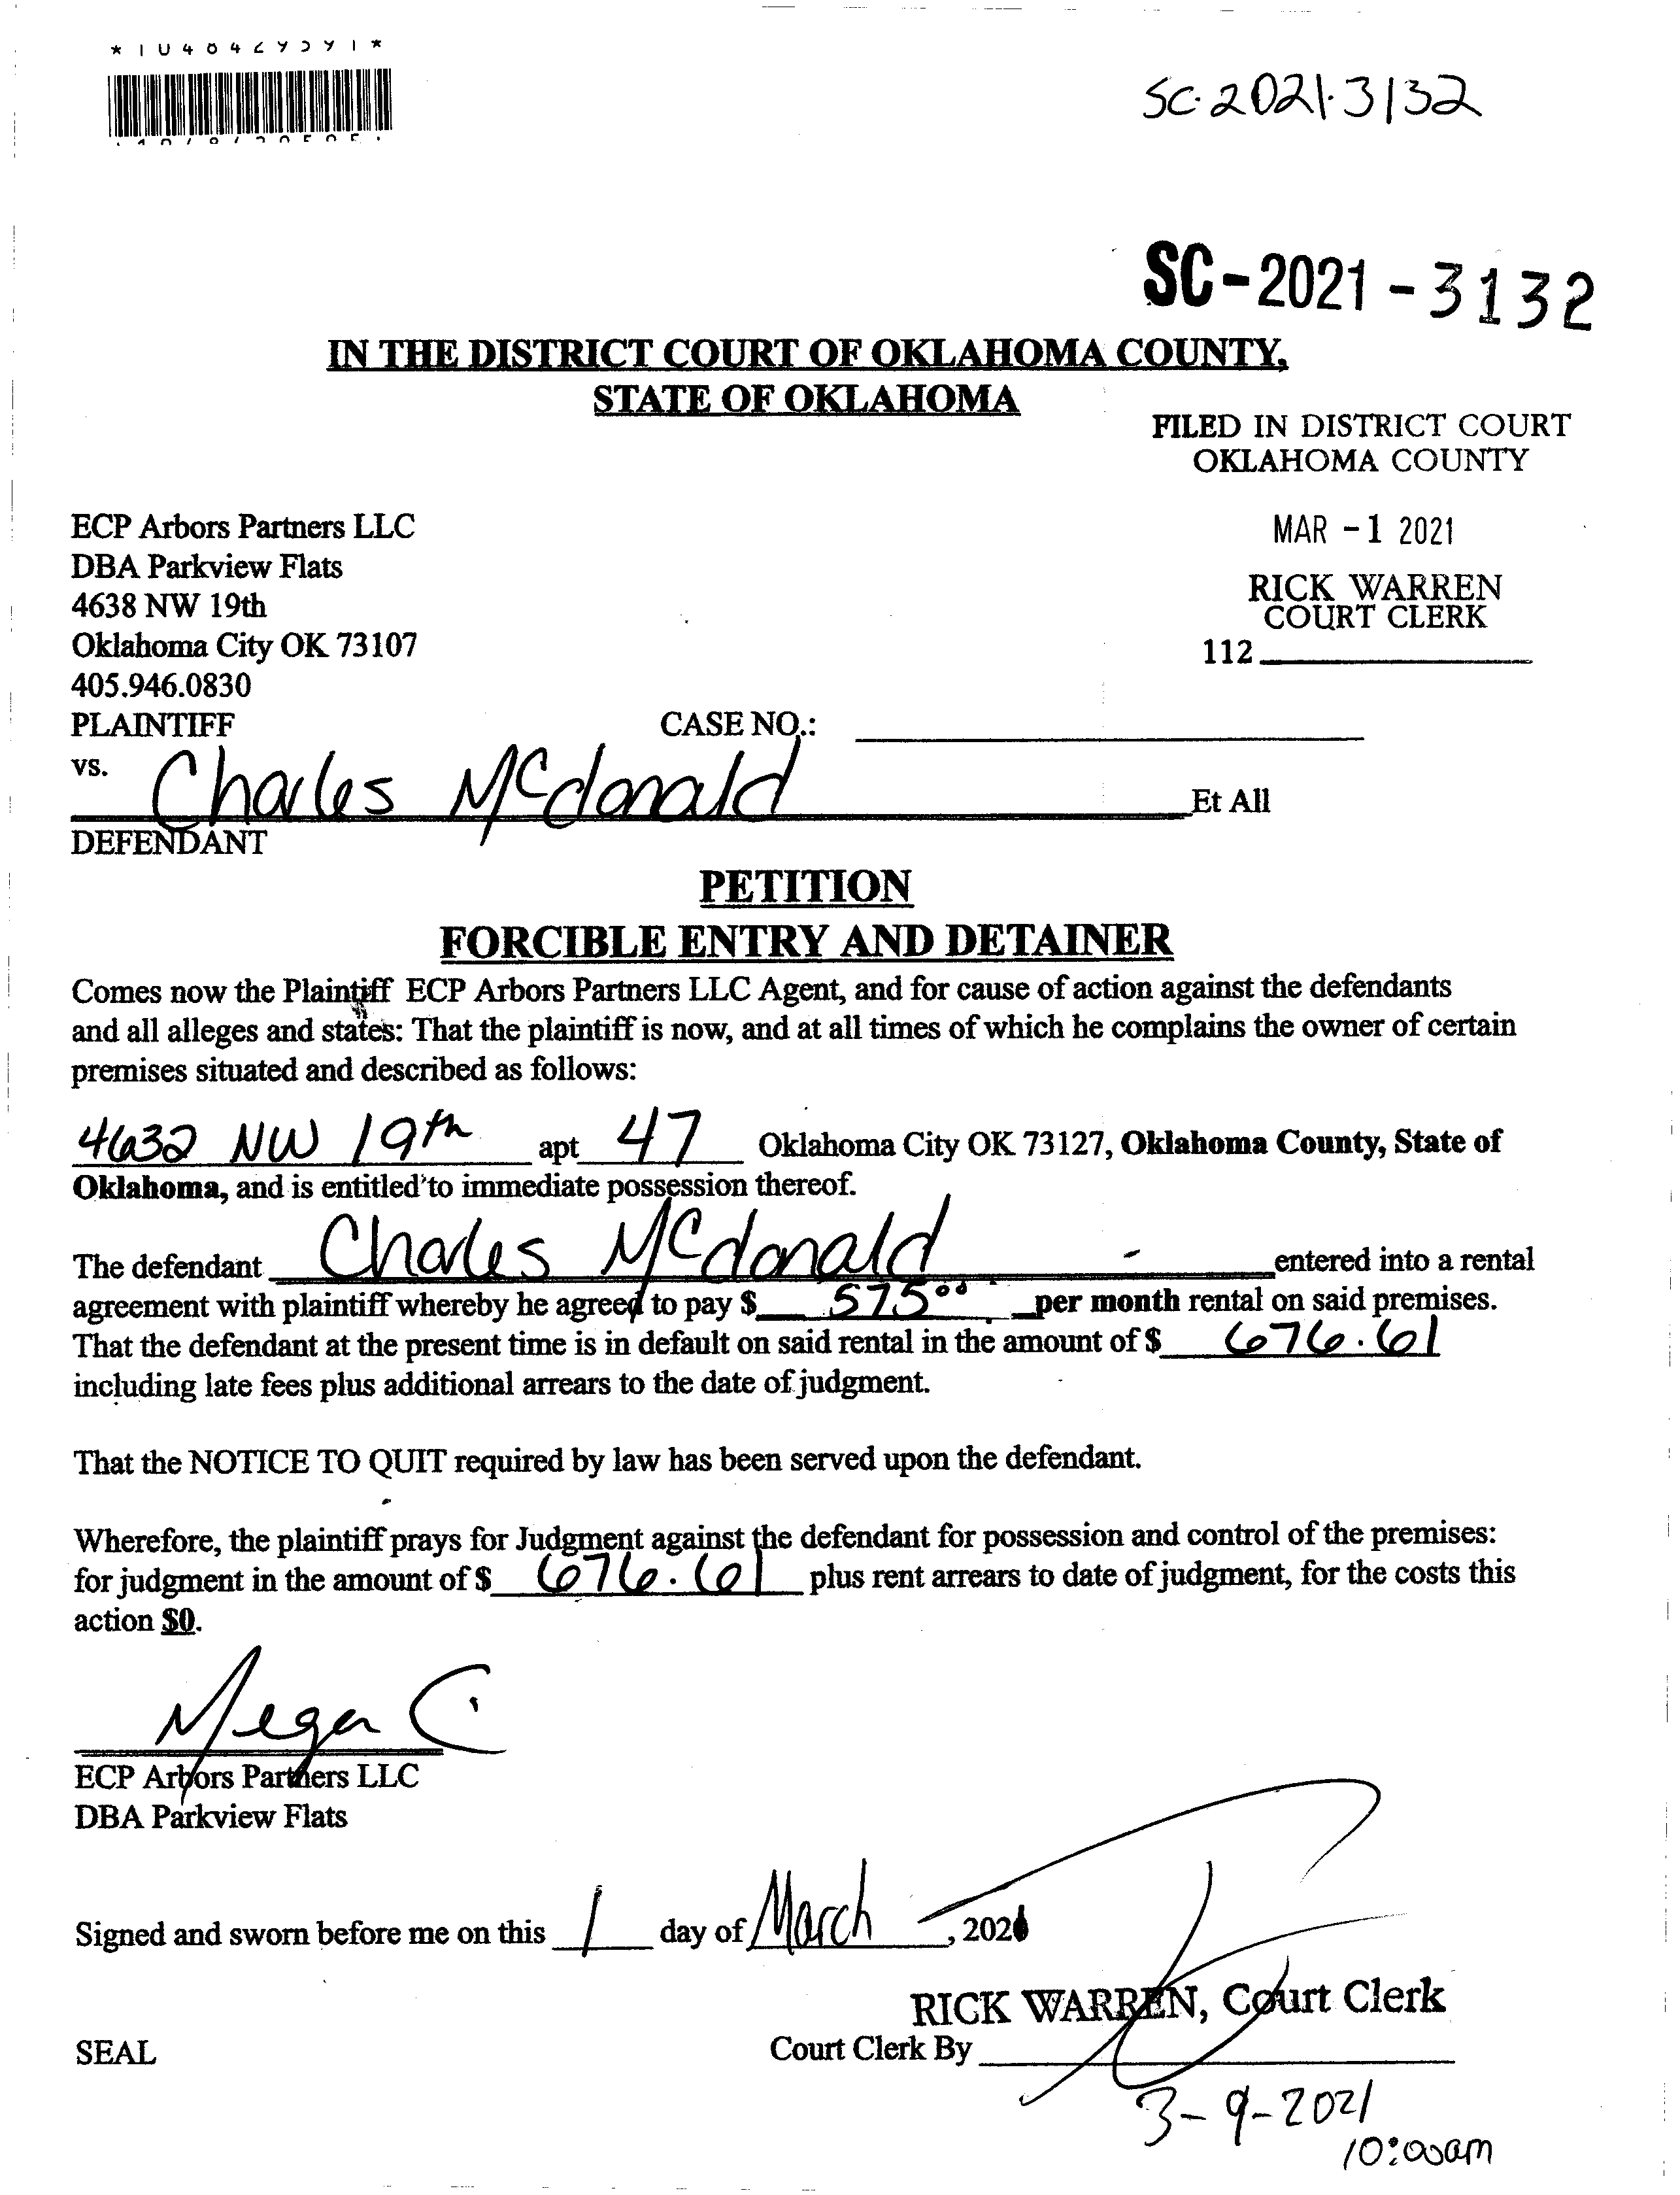 SC-2021-3132
SC-2021-3132
IN THE DISTRICT COURT OF OKLAHOMA COUNTY,
STATE OF OKLAHOMA
FILED IN DISTRICT COURT
OKLAHOMA COUNTY
MAR -1 2021
RICK WARREN
COURT CLERK
112
ECP Arbors Partners LLC
DBA Parkview Flats
4638 NW 19th
Oklahoma City OK 73107
405.946.0830
PLAINTIFF CASE NO.:
vs. Charles McDonald Et All
DEFENDANT
PETITION
FORCIBLE ENTRY AND DETAINER
Comes now the Plaintiff ECP Arbors Partners LLC Agent, and for cause of action against the defendants
and all alleges and states: That the plaintiff is now, and at all times of which he complains the owner of certain
premises situated and described as follows:
4632 NW 19th apt 47 Oklahoma City OK 73127, Oklahoma County, State of
Oklahoma, and is entitled to immediate possession thereof.
The defendant Charles McDonald entered into a rental
agreement with plaintiff whereby he agreed to pay $ 575.00 per month rental on said premises.
That the defendant at the present time is in default on said rental in the amount of $ 676.61
including late fees plus additional arrears to the date of judgment.
That the NOTICE TO QUIT required by law has been served upon the defendant.
Wherefore, the plaintiff prays for Judgment against the defendant for possession and control of the premises:
for judgment in the amount of $ 676.61 plus rent arrears to date of judgment, for the costs this
action $0.
Megan C
ECP Arbors Partners LLC
DBA Parkview Flats
Signed and sworn before me on this 1 day of March, 2021
RICK WARREN, Court Clerk
SEAL Court Clerk By
3-9-2021
10:00am